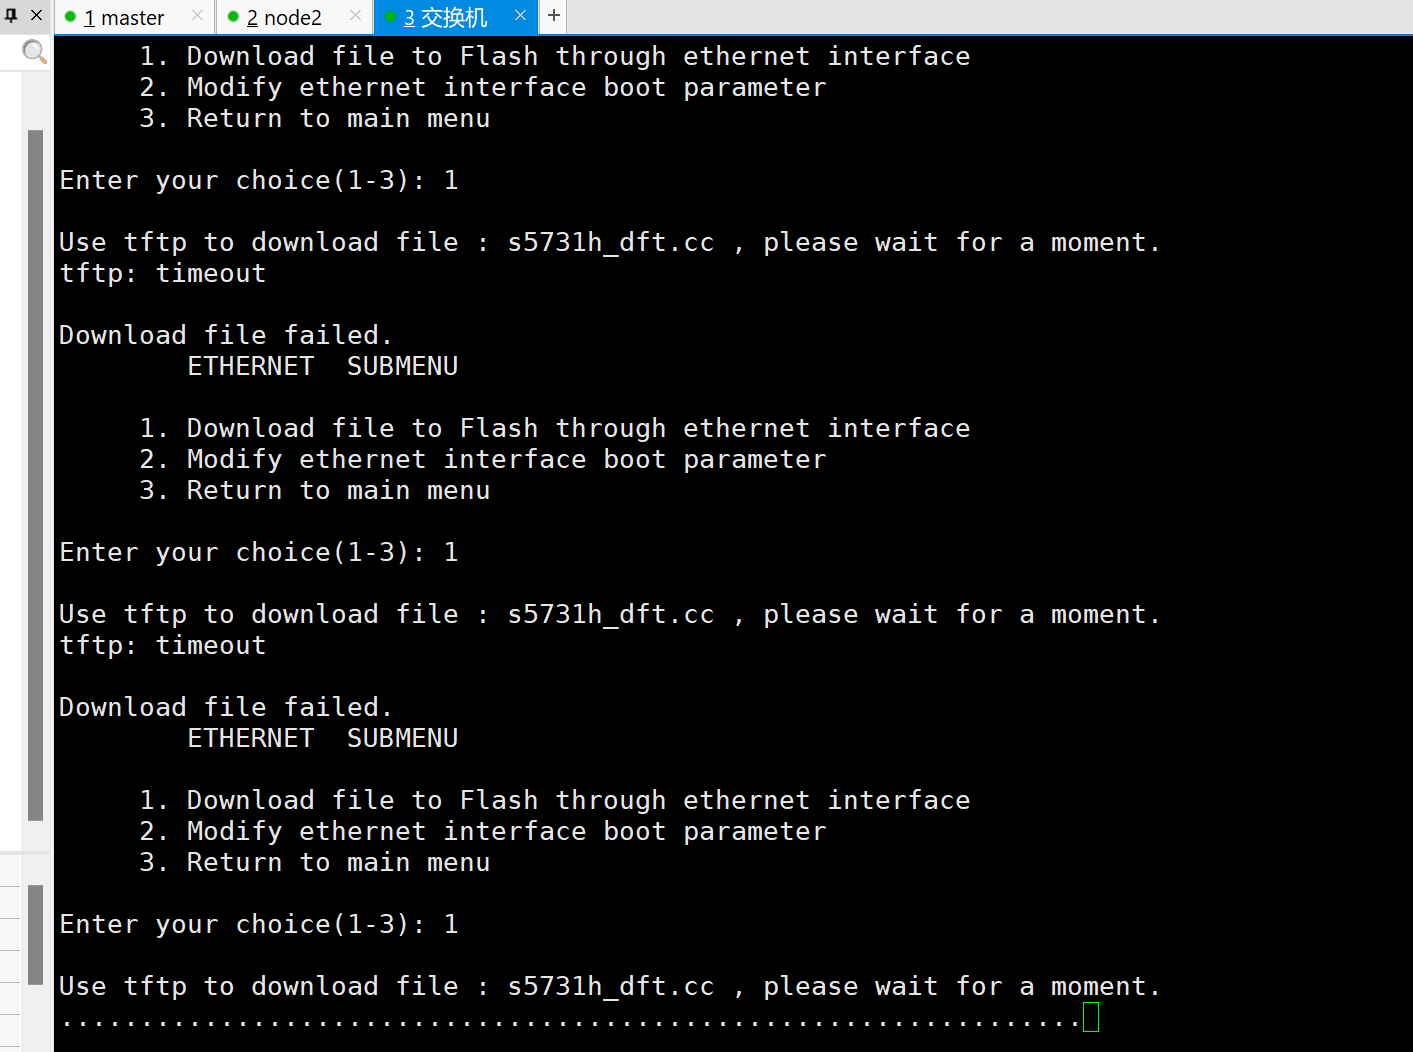 1 master
2 node2
3 交换机
1. Download file to Flash through ethernet interface
2. Modify ethernet interface boot parameter
3. Return to main menu
Enter your choice(1-3): 1
Use tftp to download file : s5731h_dft.cc , please wait for a moment.
tftp: timeout
Download file failed.
ETHERNET  SUBMENU
1. Download file to Flash through ethernet interface
2. Modify ethernet interface boot parameter
3. Return to main menu
Enter your choice(1-3): 1
Use tftp to download file : s5731h_dft.cc , please wait for a moment.
tftp: timeout
Download file failed.
ETHERNET  SUBMENU
1. Download file to Flash through ethernet interface
2. Modify ethernet interface boot parameter
3. Return to main menu
Enter your choice(1-3): 1
Use tftp to download file : s5731h_dft.cc , please wait for a moment.
................................................................